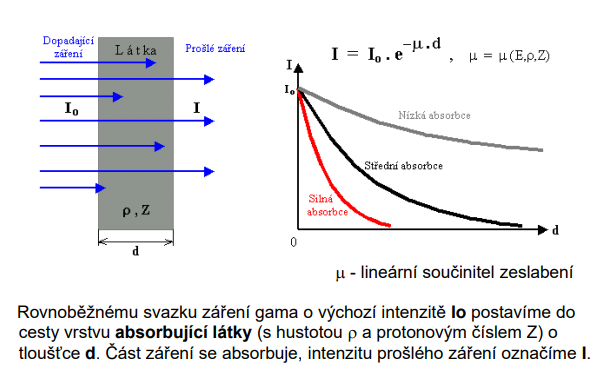 Dopadající
záření
Látka
Prošlé záření
I₀
I
ρ , Z
d
I = I₀ . e^-μ.d , μ = μ(E,ρ,Z)
I
I₀
Nízká absorbce
Střední absorbce
Silná
absorbce
0
d
μ - lineární součinitel zeslabení
Rovnoběžnému svazku záření gama o výchozí intenzitě Io postavíme do
cesty vrstvu absorbující látky (s hustotou ρ a protonovým číslem Z) o
tloušťce d. Část záření se absorbuje, intenzitu prošlého záření označíme I.